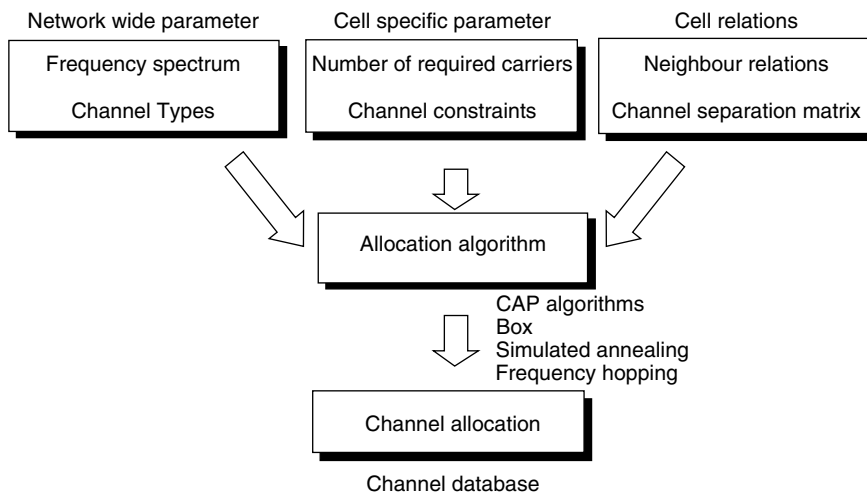 Network wide parameter
Frequency spectrum
Channel Types
Cell specific parameter
Number of required carriers
Channel constraints
Cell relations
Neighbour relations
Channel separation matrix
Allocation algorithm
CAP algorithms
Box
Simulated annealing
Frequency hopping
Channel allocation
Channel database